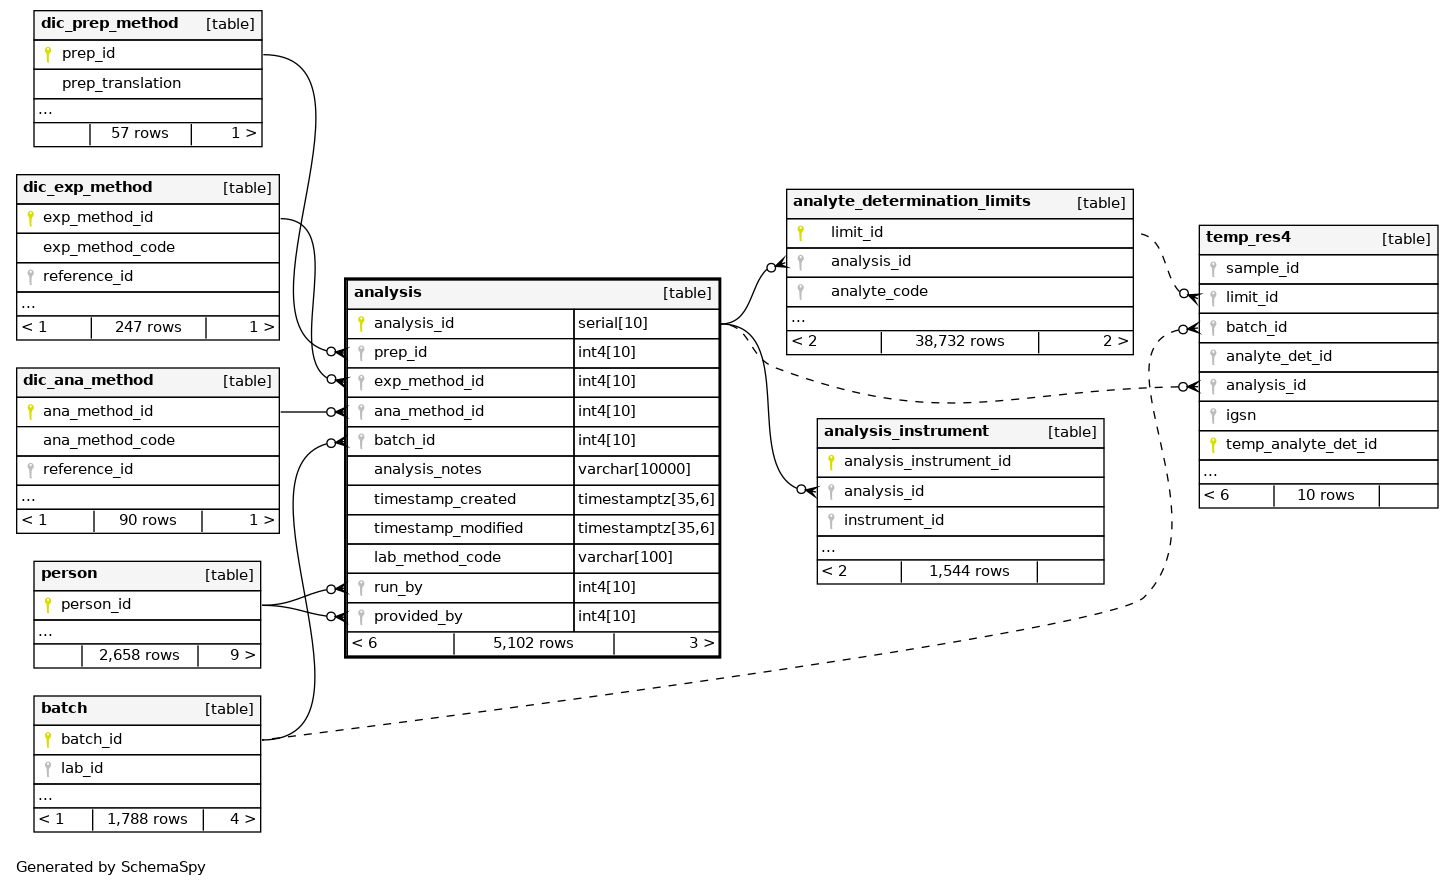 dic_prep_method [table]
prep_id
prep_translation
...
57 rows 1 >
dic_exp_method [table]
exp_method_id
exp_method_code
reference_id
...
< 1 247 rows 1 >
dic_ana_method [table]
ana_method_id
ana_method_code
reference_id
...
< 1 90 rows 1 >
person [table]
person_id
...
2,658 rows 9 >
batch [table]
batch_id
lab_id
...
< 1 1,788 rows 4 >
analysis [table]
analysis_id serial[10]
prep_id int4[10]
exp_method_id int4[10]
ana_method_id int4[10]
batch_id int4[10]
analysis_notes varchar[10000]
timestamp_created timestamptz[35,6]
timestamp_modified timestamptz[35,6]
lab_method_code varchar[100]
run_by int4[10]
provided_by int4[10]
< 6 5,102 rows 3 >
analyte_determination_limits [table]
limit_id
analysis_id
analyte_code
...
< 2 38,732 rows 2 >
analysis_instrument [table]
analysis_instrument_id
analysis_id
instrument_id
...
< 2 1,544 rows
temp_res4 [table]
sample_id
limit_id
batch_id
analyte_det_id
analysis_id
igsn
temp_analyte_det_id
...
< 6 10 rows
Generated by SchemaSpy